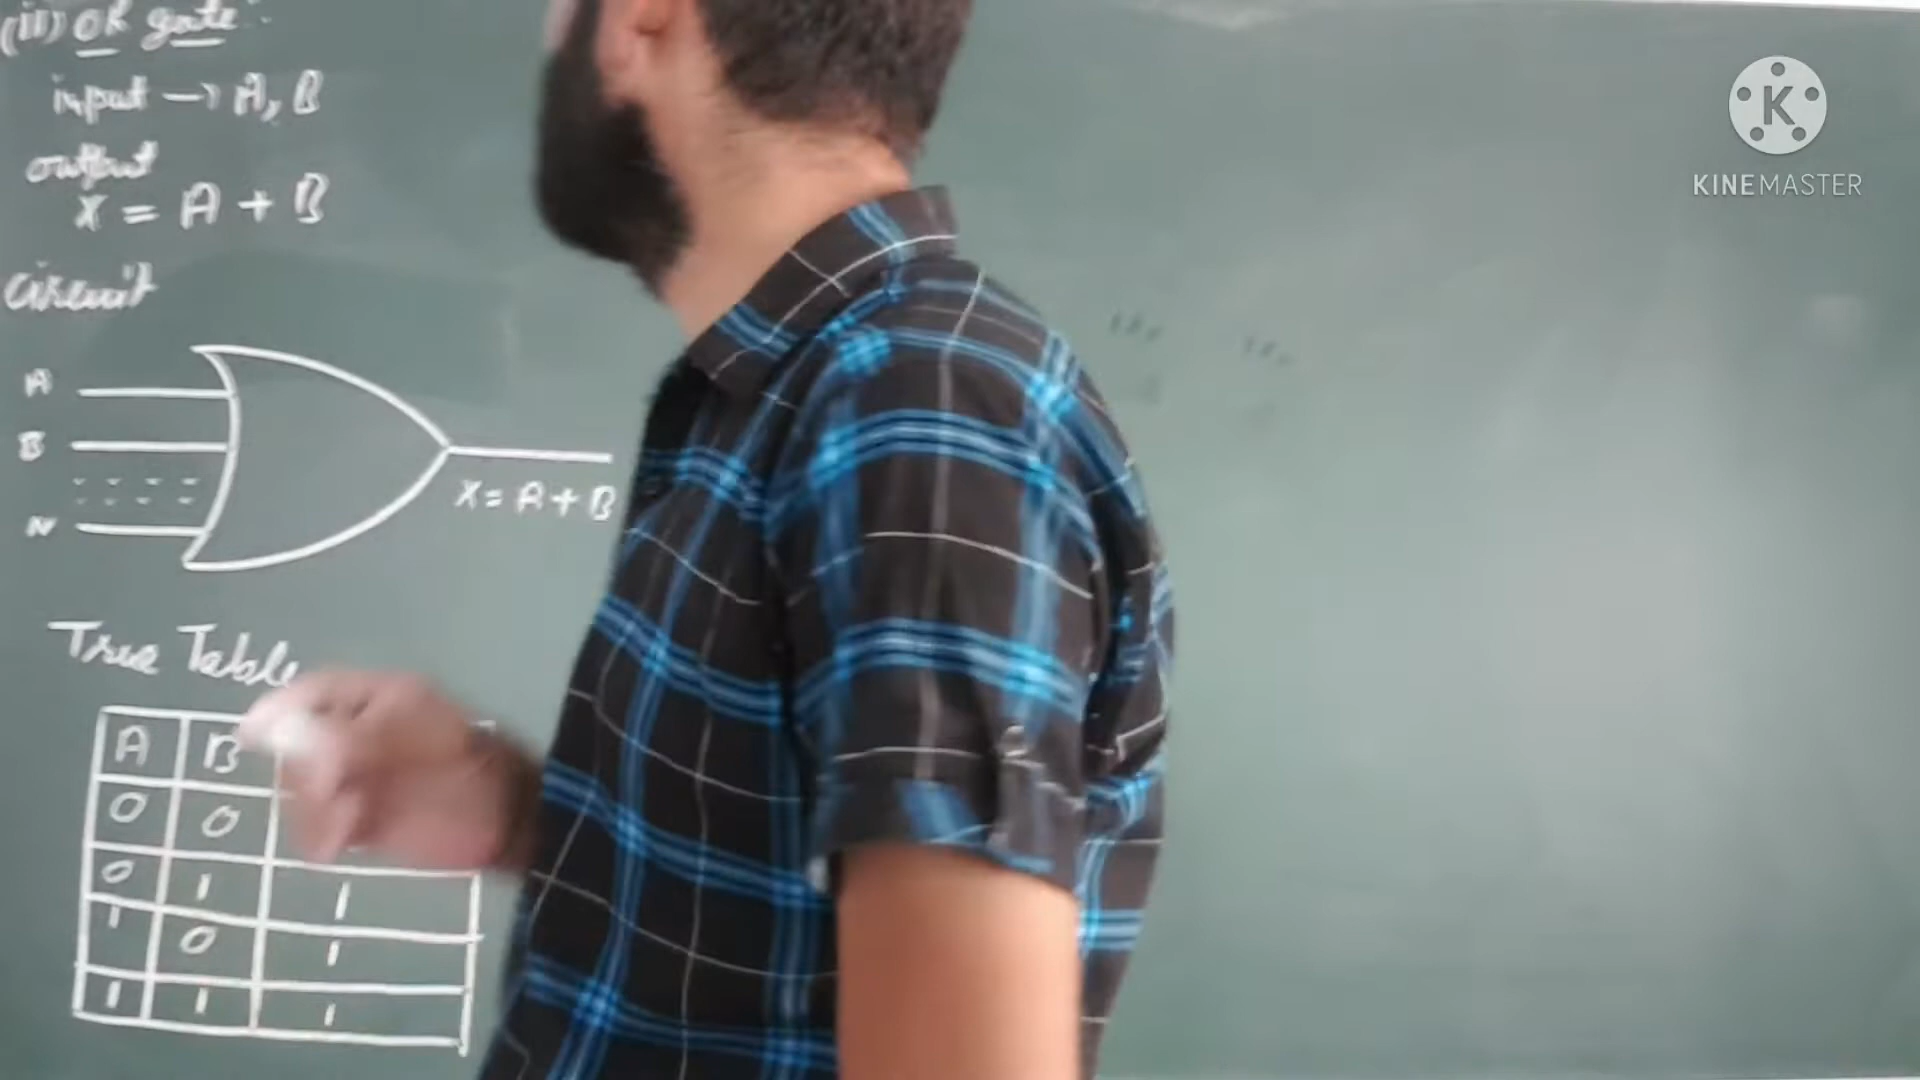 (ii) OR gate
input → A, B
output
X = A + B
Circuit
A
B
N
X = A + B
True Table
A B
0 0
0 1 1
1 0 1
1 1 1
K
KINEMASTER